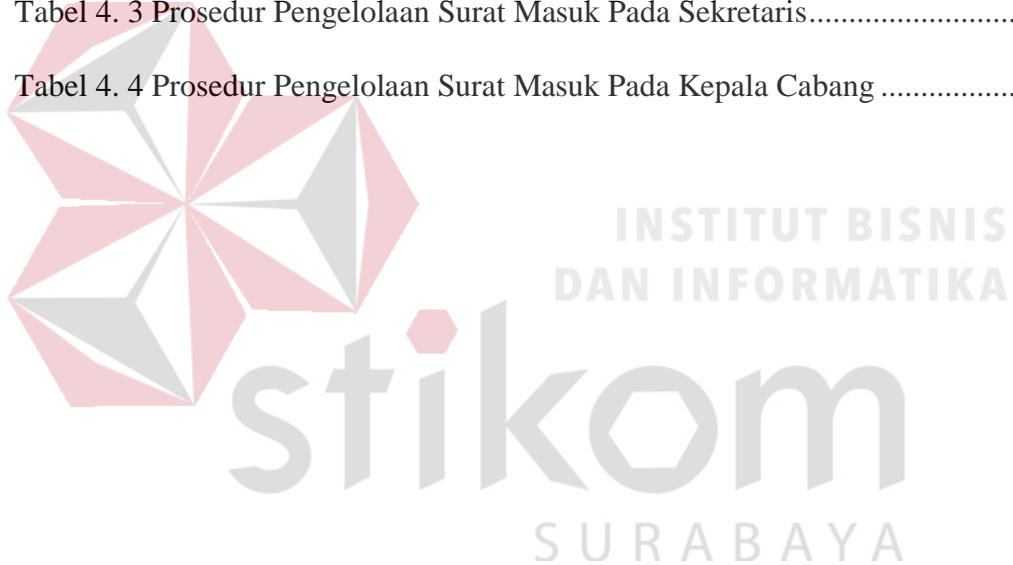 Tabel 4. 3 Prosedur Pengelolaan Surat Masuk Pada Sekretaris.......................
Tabel 4. 4 Prosedur Pengelolaan Surat Masuk Pada Kepala Cabang .................
INSTITUT BISNIS
DAN INFORMATIKA
stikom
SURABAYA